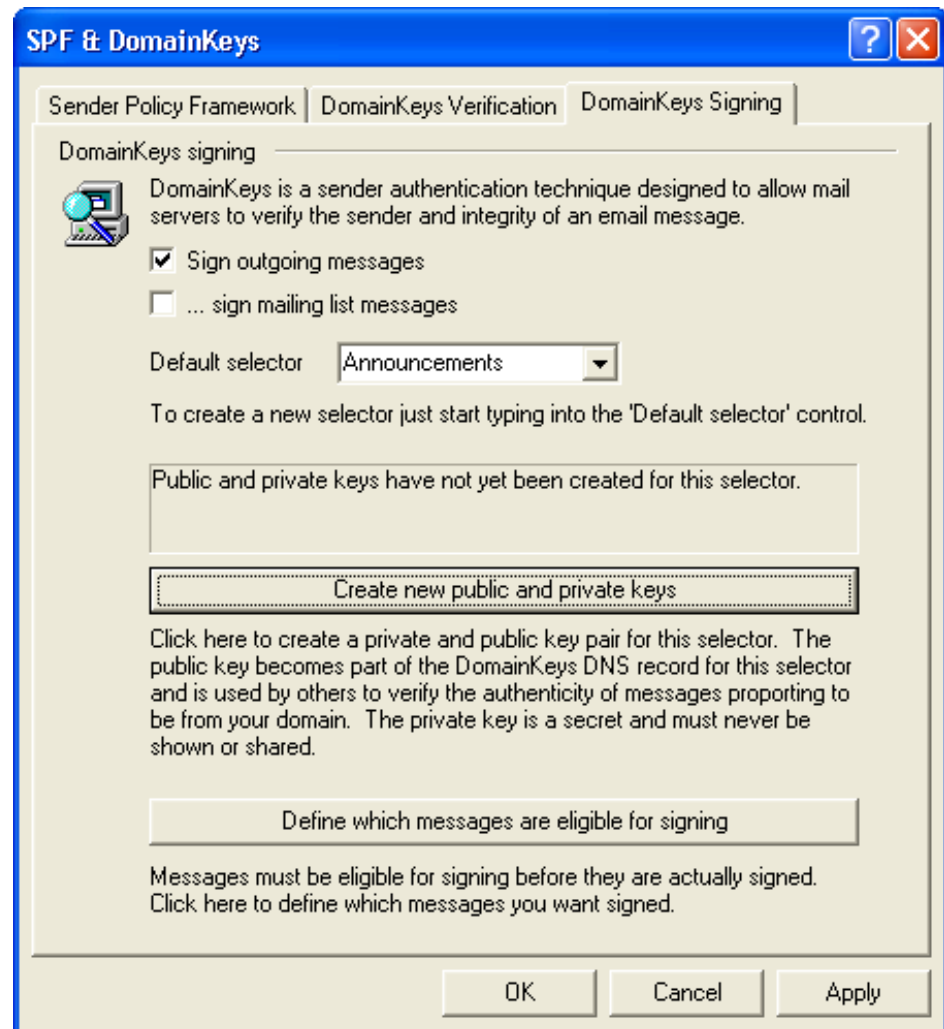 SPF & DomainKeys
Sender Policy Framework
DomainKeys Verification
DomainKeys Signing
DomainKeys signing
DomainKeys is a sender authentication technique designed to allow mail
servers to verify the sender and integrity of an email message.
Sign outgoing messages
... sign mailing list messages
Default selector
Announcements
To create a new selector just start typing into the 'Default selector' control.
Public and private keys have not yet been created for this selector.
Create new public and private keys
Click here to create a private and public key pair for this selector. The
public key becomes part of the DomainKeys DNS record for this selector
and is used by others to verify the authenticity of messages proporting to
be from your domain. The private key is a secret and must never be
shown or shared.
Define which messages are eligible for signing
Messages must be eligible for signing before they are actually signed.
Click here to define which messages you want signed.
OK
Cancel
Apply